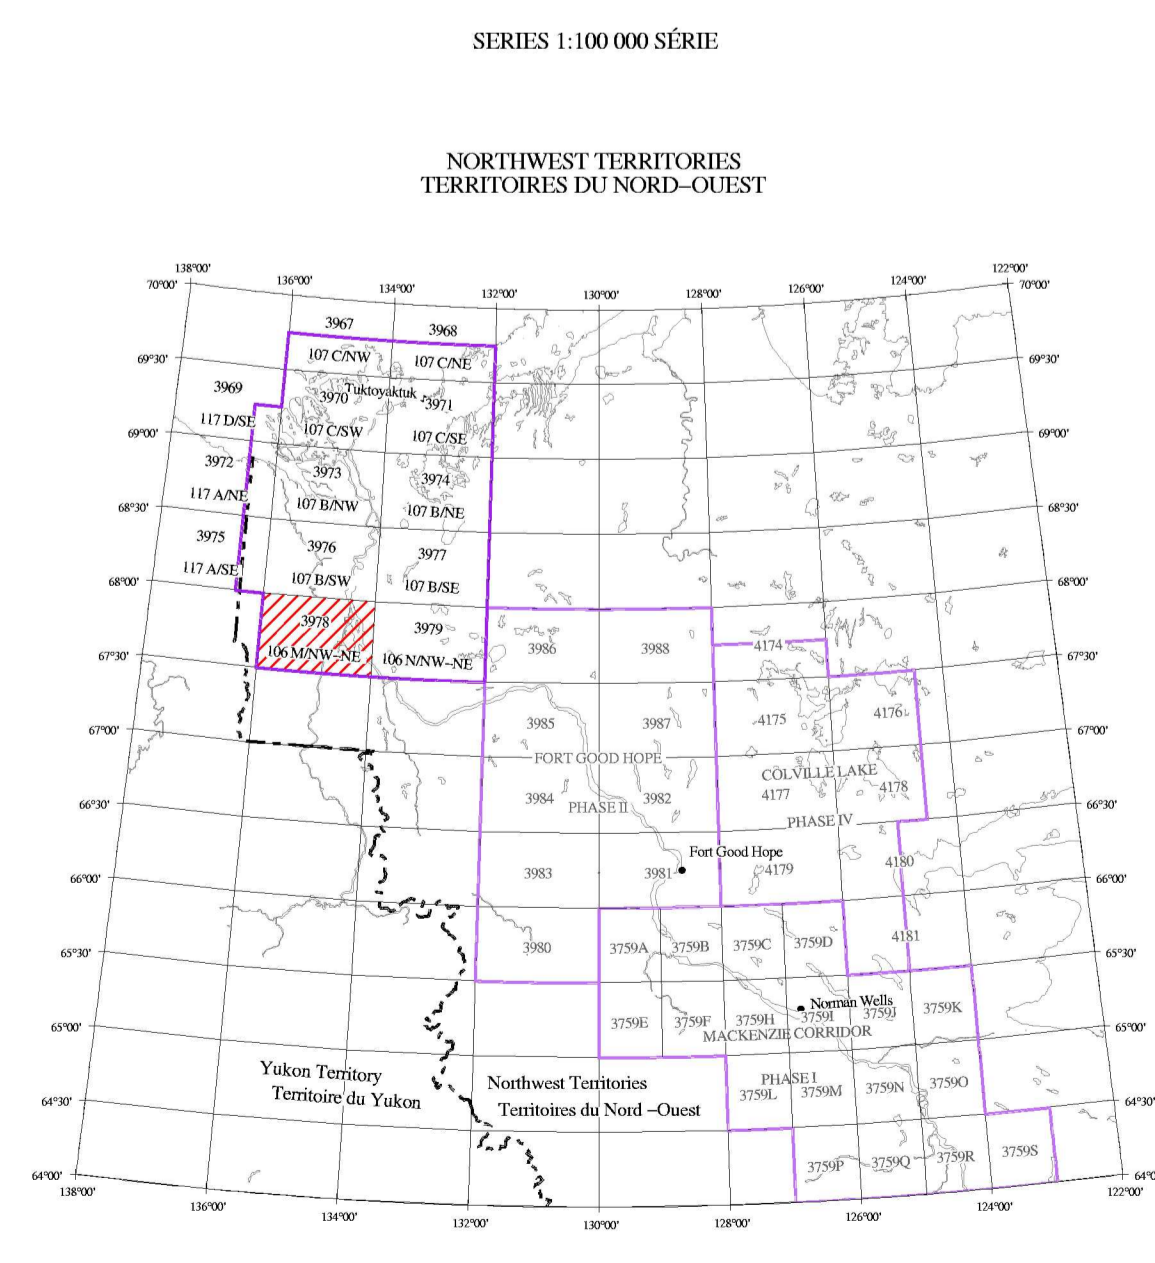 SERIES 1:100 000 SÉRIE
NORTHWEST TERRITORIES
TERRITOIRES DU NORD–OUEST
138°00'
136°00'
134°00'
132°00'
130°00'
128°00'
126°00'
124°00'
122°00'
70°00'
70°00'
69°30'
69°30'
69°00'
69°00'
68°30'
68°30'
68°00'
68°00'
67°30'
67°30'
67°00'
67°00'
66°30'
66°30'
66°00'
66°00'
65°30'
65°30'
65°00'
65°00'
64°30'
64°30'
64°00'
64°0
3967
3968
107 C/NW
107 C/NE
3969
3970
Tuktoyaktuk
3971
117 D/SE
107 C/SW
107 C/SE
3972
3973
3974
117 A/NE
107 B/NW
107 B/NE
3975
3976
3977
117 A/SE
107 B/SW
107 B/SE
3978
3979
106 M/NW–NE
106 N/NW–NE
3986
3988
4174
3985
3987
4175
4176
FORT GOOD HOPE
COLVILLE LAKE
3984
PHASE II
3982
4177
4178
PHASE IV
Fort Good Hope
3983
3981
4179
4180
3980
3759A
3759B
3759C
3759D
4181
Norman Wells
3759E
3759F
3759H
3759I
3759J
3759K
MACKENZIE CORRIDOR
PHASE I
3759L
3759M
3759N
3759O
3759P
3759Q
3759R
3759S
Yukon Territory
Territoire du Yukon
Northwest Territories
Territoires du Nord –Ouest
138°00'
136°00'
134°00'
132°00'
130°00'
128°00'
126°00'
124°00'
122°00'